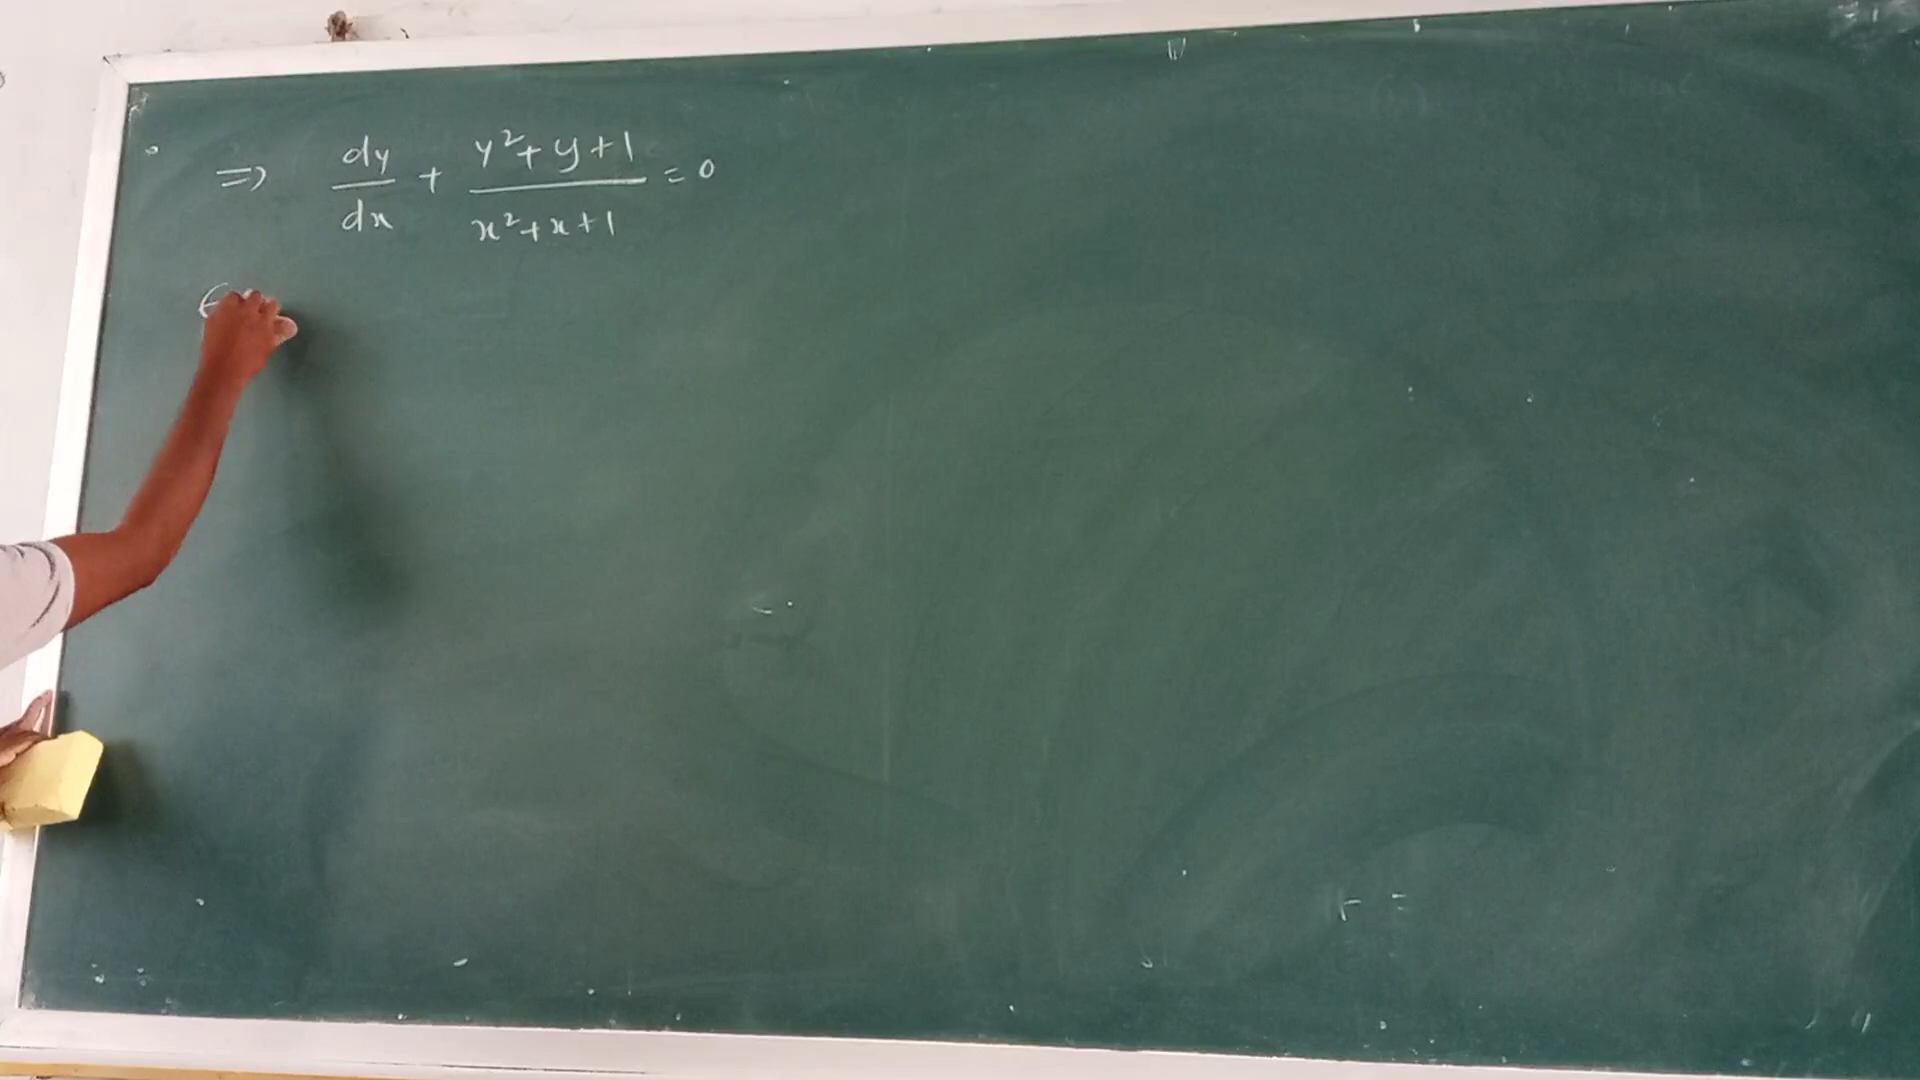 ⇒ dy/dx + (y²+y+1)/(x²+x+1) = 0